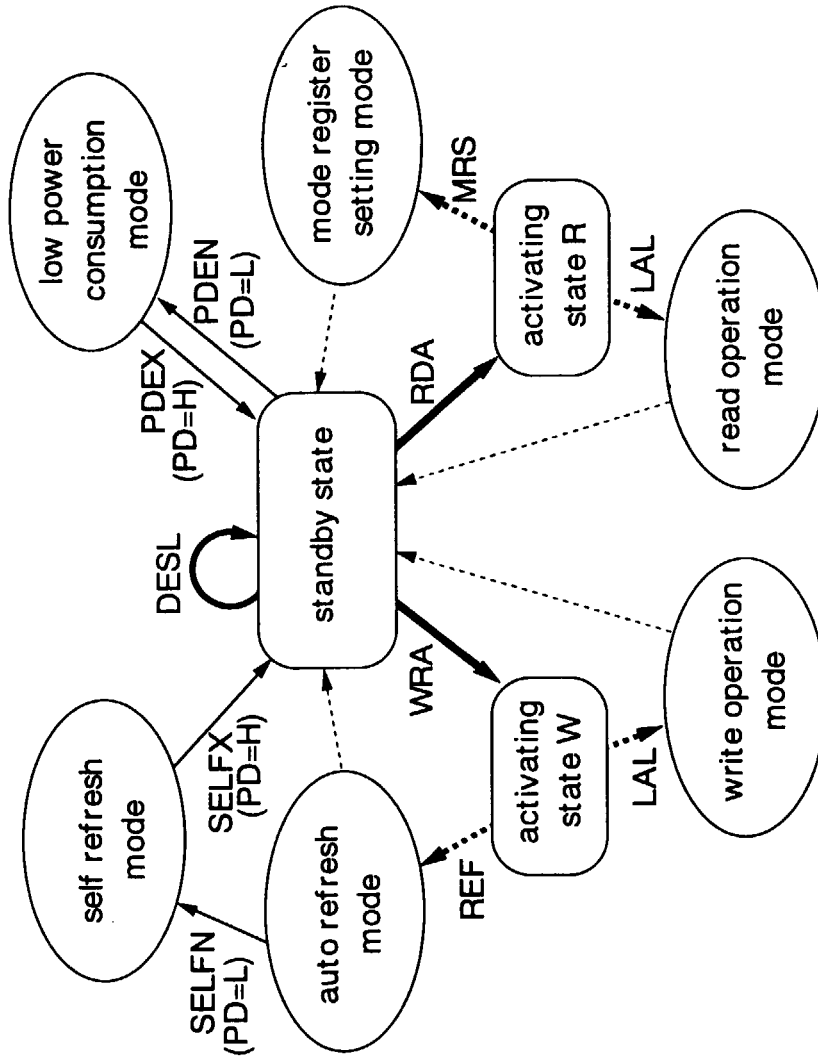 self refresh
mode
low power
consumption
mode
SELFN
(PD=L)
SELFX
(PD=H)
DESL
PDEX
(PD=H)
PDEN
(PD=L)
auto refresh
mode
standby state
mode register
setting mode
REF
WRA
RDA
MRS
activating
state W
activating
state R
LAL
LAL
write operation
mode
read operation
mode